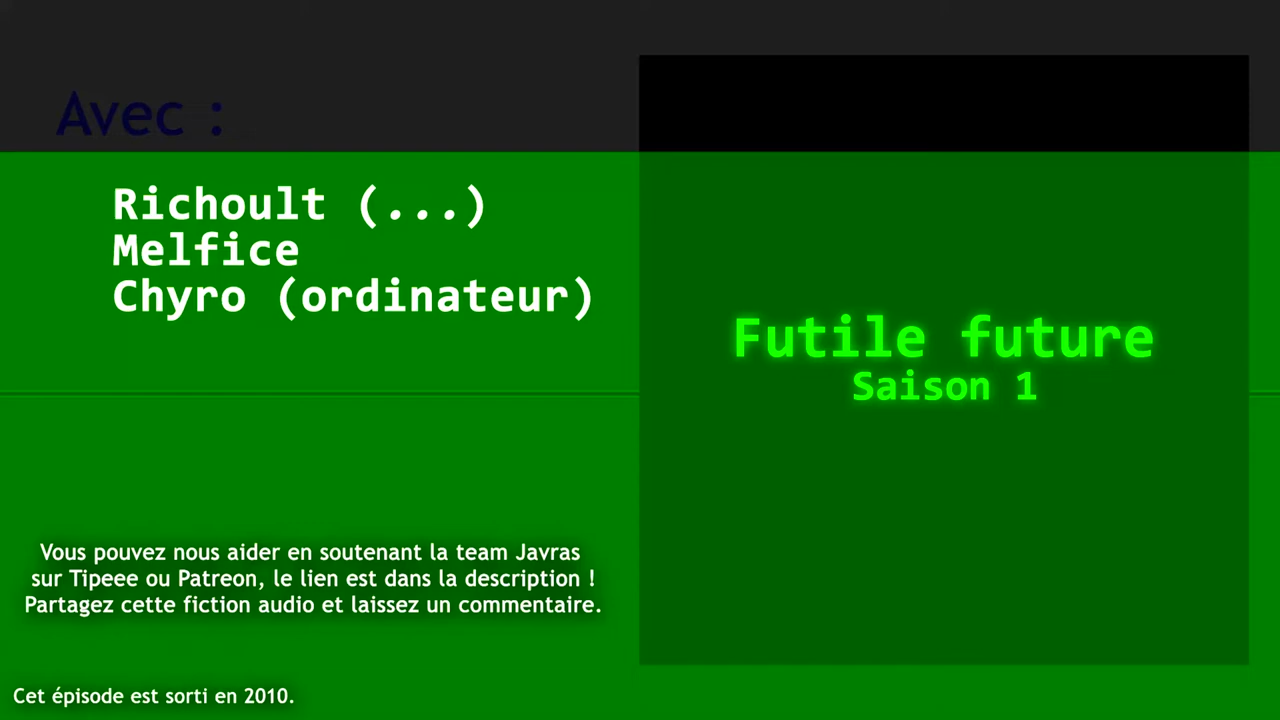 Avec :
Richoult (...)
Melfice
Chyro (ordinateur)
Futile future
Saison 1
Vous pouvez nous aider en soutenant la team Javras
sur Tipeee ou Patreon, le lien est dans la description !
Partagez cette fiction audio et laissez un commentaire.
Cet épisode est sorti en 2010.